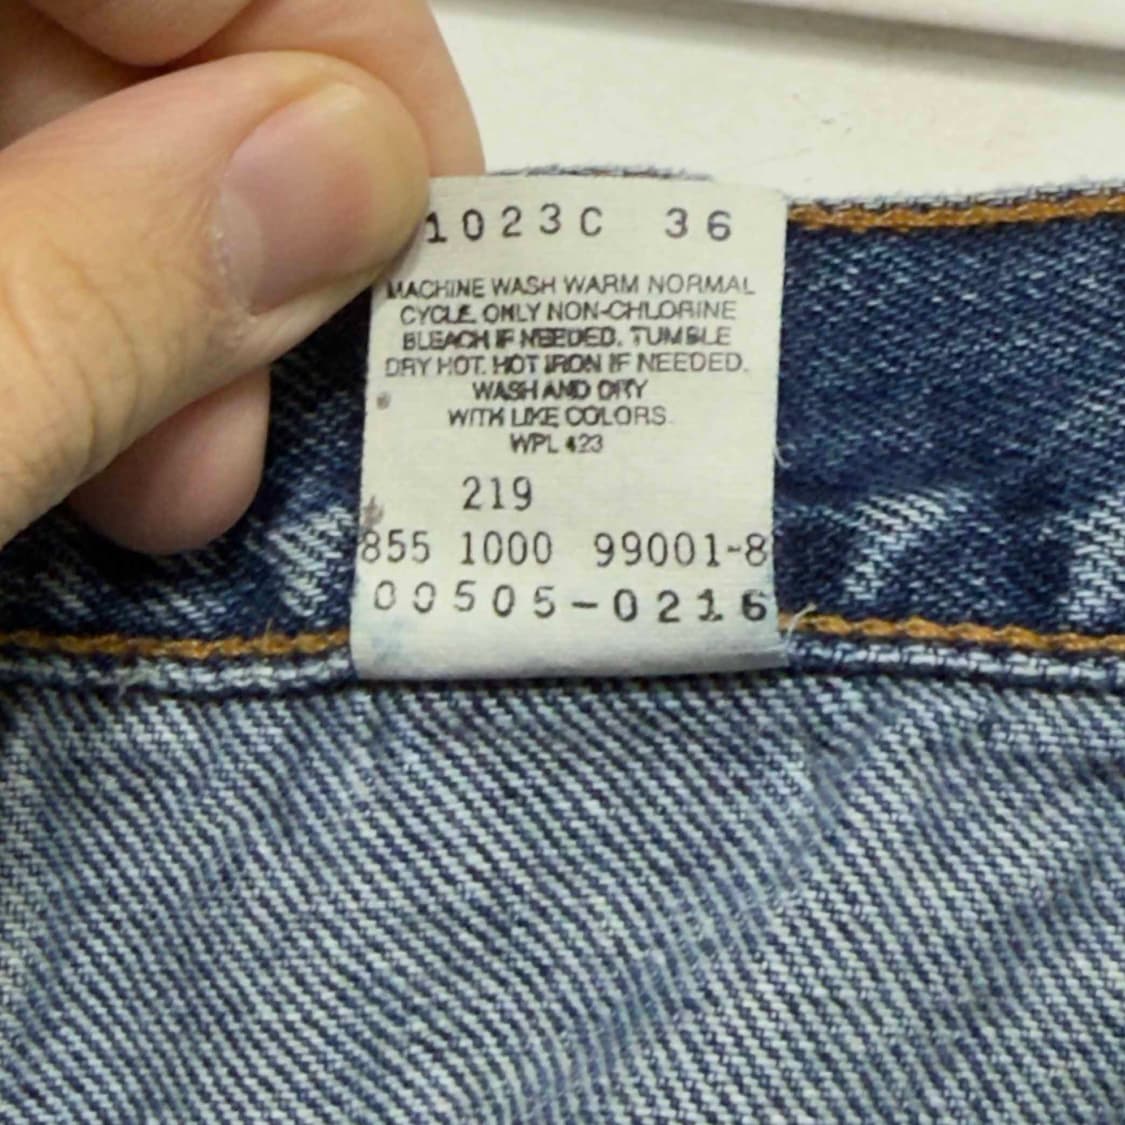 1023C 36
MACHINE WASH WARM NORMAL
CYCLE. ONLY NON-CHLORINE
BLEACH IF NEEDED. TUMBLE
DRY HOT. HOT IRON IF NEEDED.
WASH AND DRY
WITH LIKE COLORS.
WPL 423
219
855 1000 99001-8
00505-0216